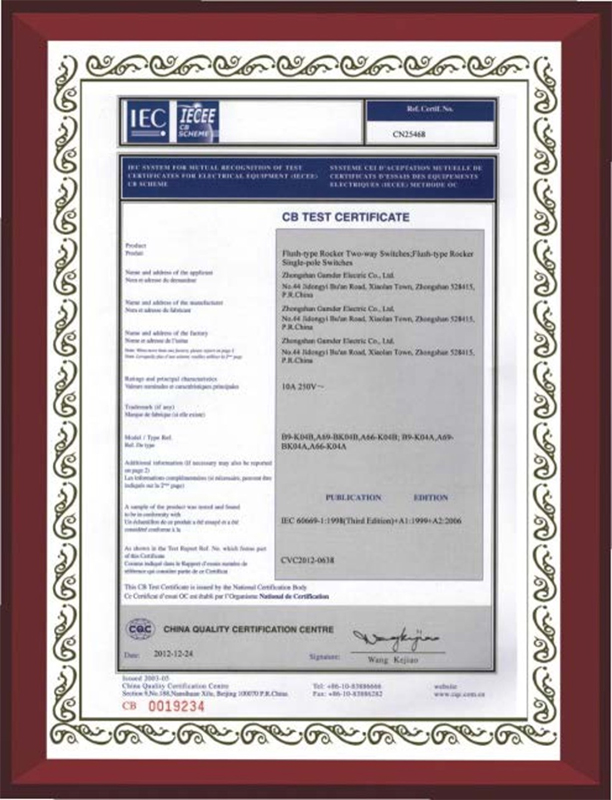 IEC
IECEE
CB
SCHEME
Ref. Certif. No.
CN25468
IEC SYSTEM FOR MUTUAL RECOGNITION OF TEST
CERTIFICATES FOR ELECTRICAL EQUIPMENT (IECEE)
CB SCHEME
SYSTEME CEI D'ACEPTATION MUTUELLE DE
CERTIFICATS D'ESSAIS DES EQUIPEMENTS
ELECTRIQUES (IECEE) METHODE OC
CB TEST CERTIFICATE
Product
Produit
Flush-type Rocker Two-way Switches;Flush-type Rocker
Single-pole Switches
Name and address of the applicant
Nom et adresse du demandeur
Zhongshan Gamder Electric Co., Ltd.
No.44 Jidongyi Bu'an Road, Xiaolan Town, Zhongshan 528415,
P.R.China
Name and address of the manufacturer
Nom et adresse du fabricant
Zhongshan Gamder Electric Co., Ltd.
No.44 Jidongyi Bu'an Road, Xiaolan Town, Zhongshan 528415,
P.R.China
Name and address of the factory
Nom et adresse de l'usine
Zhongshan Gamder Electric Co., Ltd.
No.44 Jidongyi Bu'an Road, Xiaolan Town, Zhongshan 528415,
P.R.China
Note: When more than one factory, please report on page 2
Ratings and principal characteristics
Valeurs nominales et caractéristiques principales
10A 250V~
Trademark (if any)
Marque de fabrique (si elle existe)
Model / Type Ref.
Ref. De type
B9-K04B,A69-BK04B,A66-K04B; B9-K04A,A69-
BK04A,A66-K04A
Additional information (if necessary may also be reported
on page 2)
Les informations complémentaires (si nécessaire, peuvent être
indiqués sur la 2ème page)
PUBLICATION EDITION
A sample of the product was tested and found
to be in conformity with
Un échantillon de ce produit a été essayé et a été
considéré conforme à la
IEC 60669-1:1998(Third Edition)+A1:1999+A2:2006
As shown in the Test Report Ref. No. which forms part
of this Certificate
Comme indiqué dans le Rapport d'essais numéro de
référence qui constitue partie de ce Certificat
CVC2012-0638
This CB Test Certificate is issued by the National Certification Body
Ce Certificat d'essai OC est établi par l'Organisme National de Certification
CQC
CHINA QUALITY CERTIFICATION CENTRE
Date: 2012-12-24
Signature:
Wang Kejiao
Issued 2003-05
China Quality Certification Centre
Section 9,No.188,Nansihuan Xilu, Beijing 100070 P.R.China
Tel: +86-10-83886666
Fax: +86-10-83886282
website
www.cqc.com.cn
CB 0019234